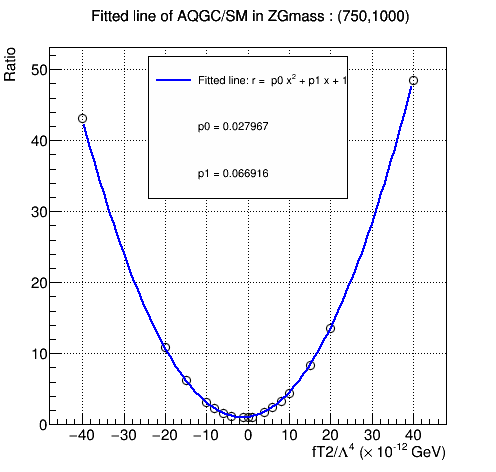 Fitted line of AQGC/SM in ZGmass : (750,1000)
Ratio
Fitted line: r =  p0 x² + p1 x + 1
p0 = 0.027967
p1 = 0.066916
50
40
30
20
10
0
−40 −30 −20 −10 0 10 20 30 40
fT2/Λ⁴ (× 10⁻¹² GeV)